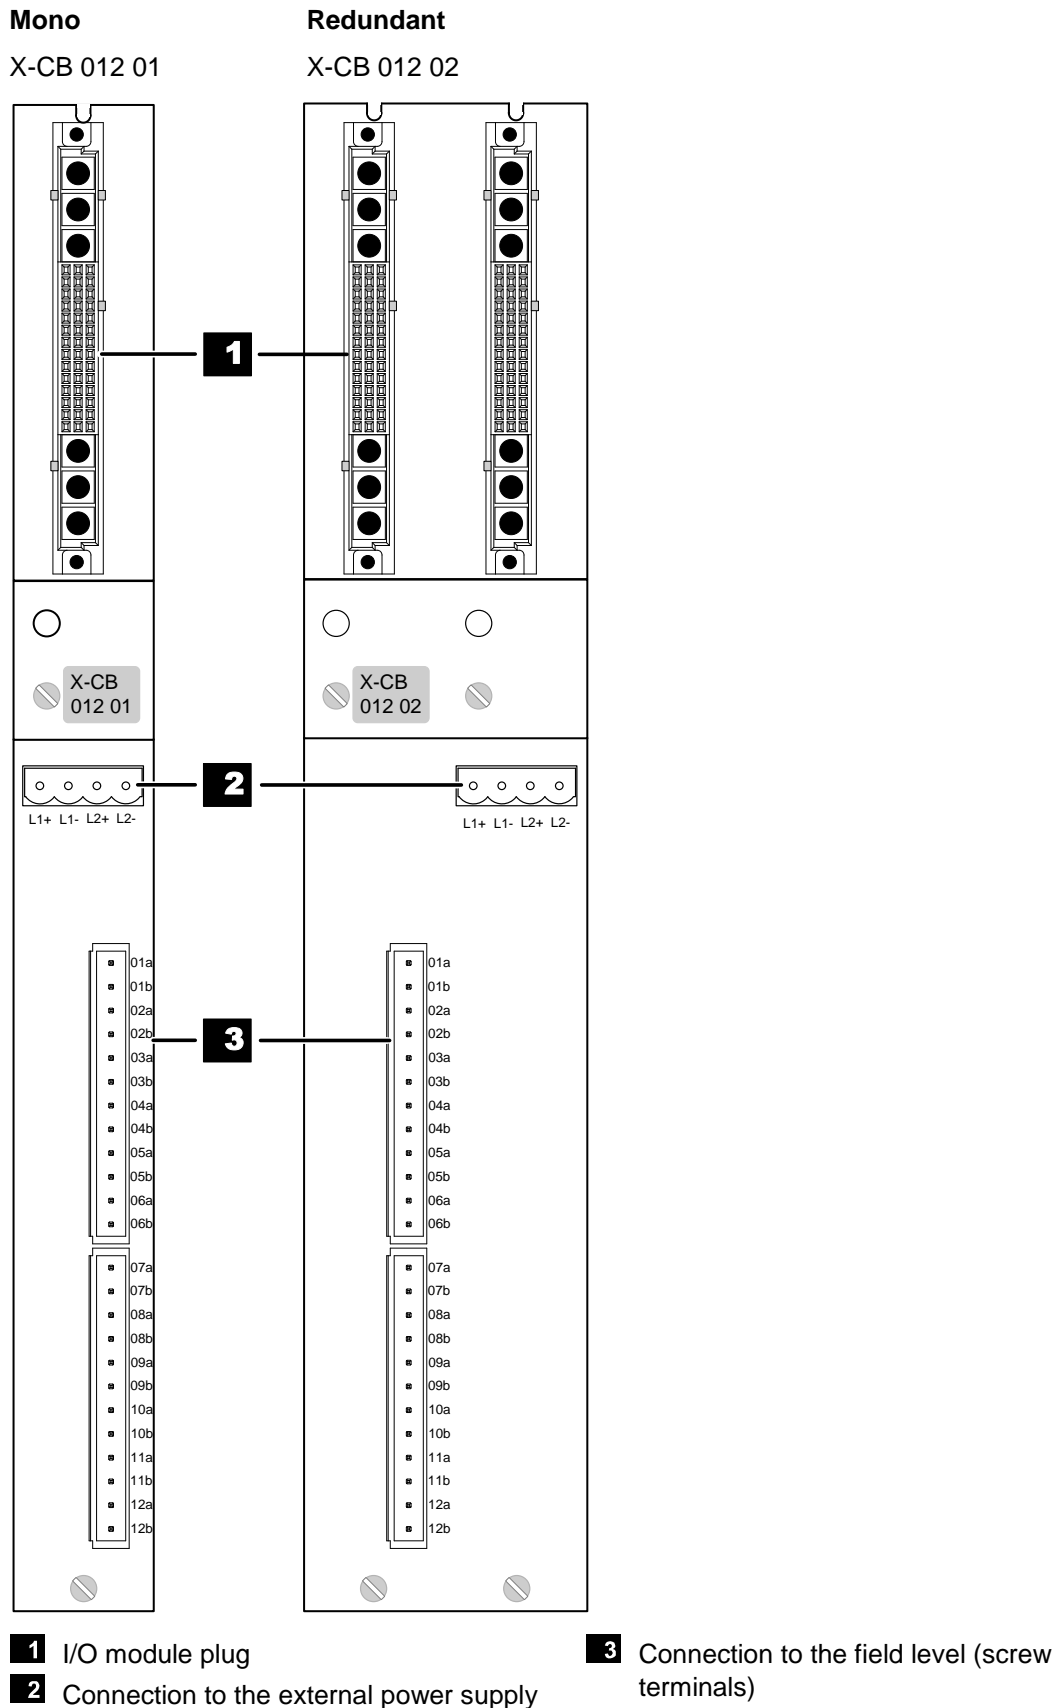 Mono Redundant
X-CB 012 01 X-CB 012 02
1
X-CB X-CB
012 01 012 02
2
L1+ L1- L2+ L2- L1+ L1- L2+ L2-
01a 01a
01b 01b
02a 02a
02b 02b
3
03a 03a
03b 03b
04a 04a
04b 04b
05a 05a
05b 05b
06a 06a
06b 06b
07a 07a
07b 07b
08a 08a
08b 08b
09a 09a
09b 09b
10a 10a
10b 10b
11a 11a
11b 11b
12a 12a
12b 12b
1 I/O module plug
2 Connection to the external power supply
3 Connection to the field level (screw
terminals)